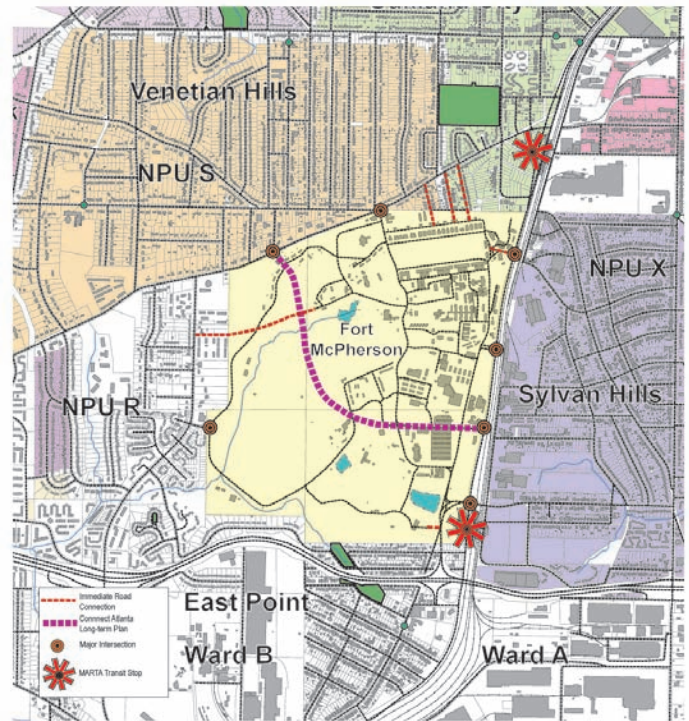 Venetian Hills
NPU S
NPU X
Fort
McPherson
Sylvan Hills
NPU R
East Point
Ward B
Ward A
Immediate Road
Connection
Connnect Atlanta
Long-term Plan
Major Intersection
MARTA Transit Stop